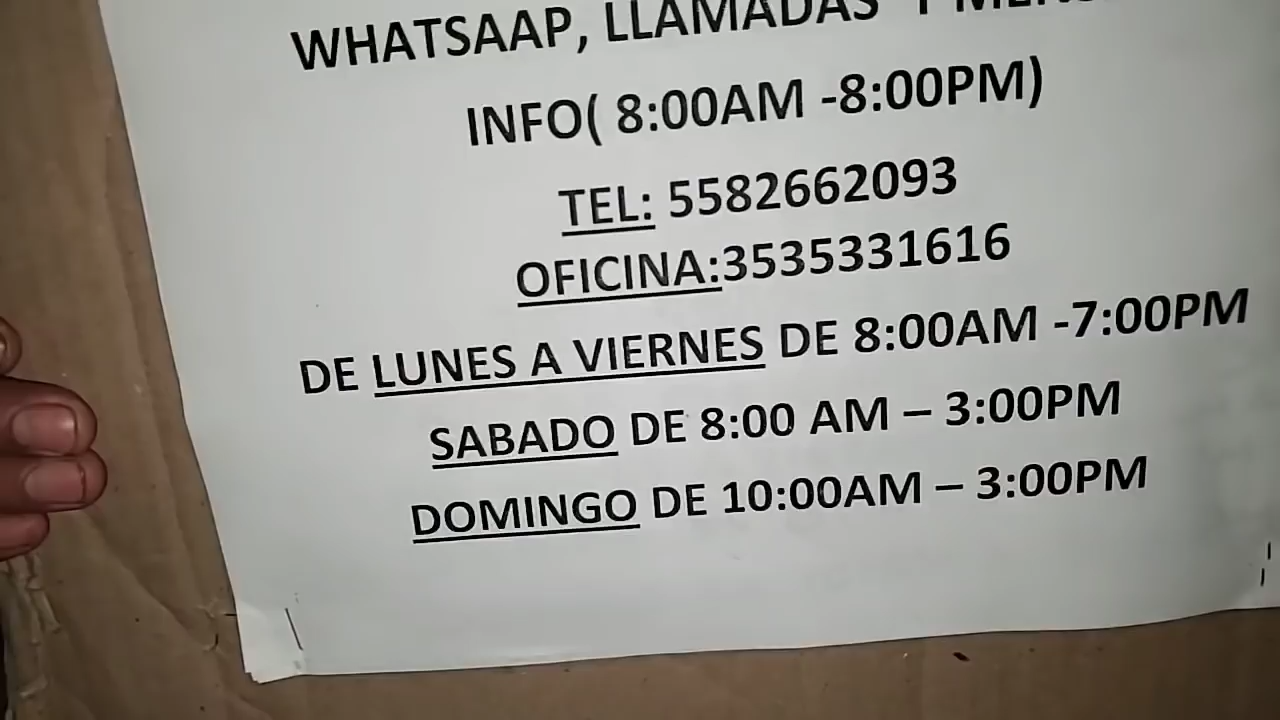 WHATSAAP, LLAMADAS Y
INFO( 8:00AM -8:00PM)
TEL: 5582662093
OFICINA:3535331616
DE LUNES A VIERNES DE 8:00AM -7:00PM
SABADO DE 8:00 AM – 3:00PM
DOMINGO DE 10:00AM – 3:00PM